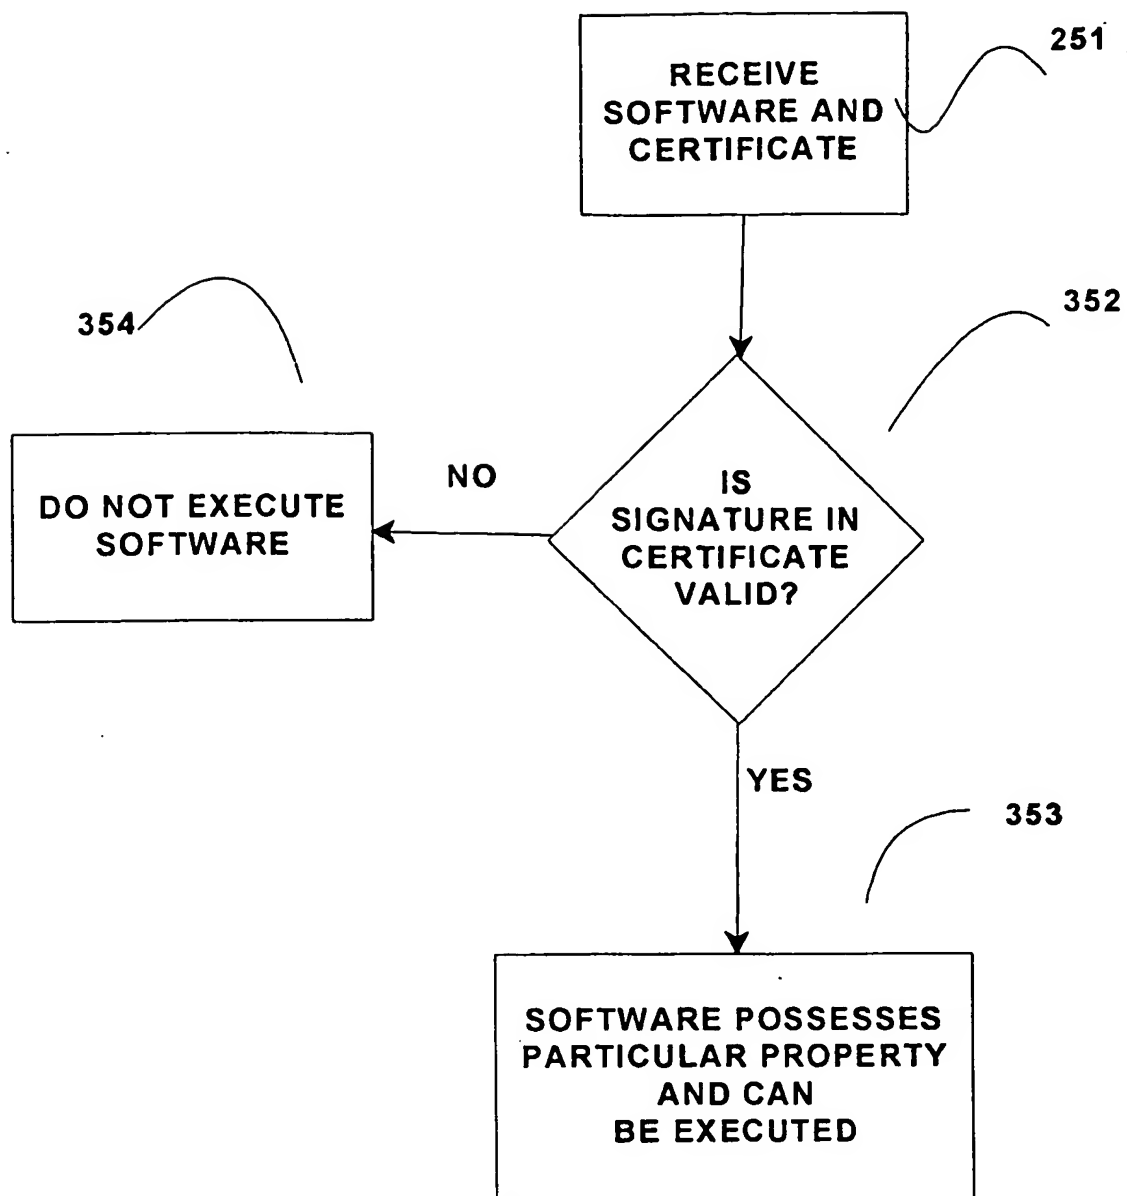 251
RECEIVE
SOFTWARE AND
CERTIFICATE
352
354
NO
IS
SIGNATURE IN
CERTIFICATE
VALID?
DO NOT EXECUTE
SOFTWARE
YES
353
SOFTWARE POSSESSES
PARTICULAR PROPERTY
AND CAN
BE EXECUTED